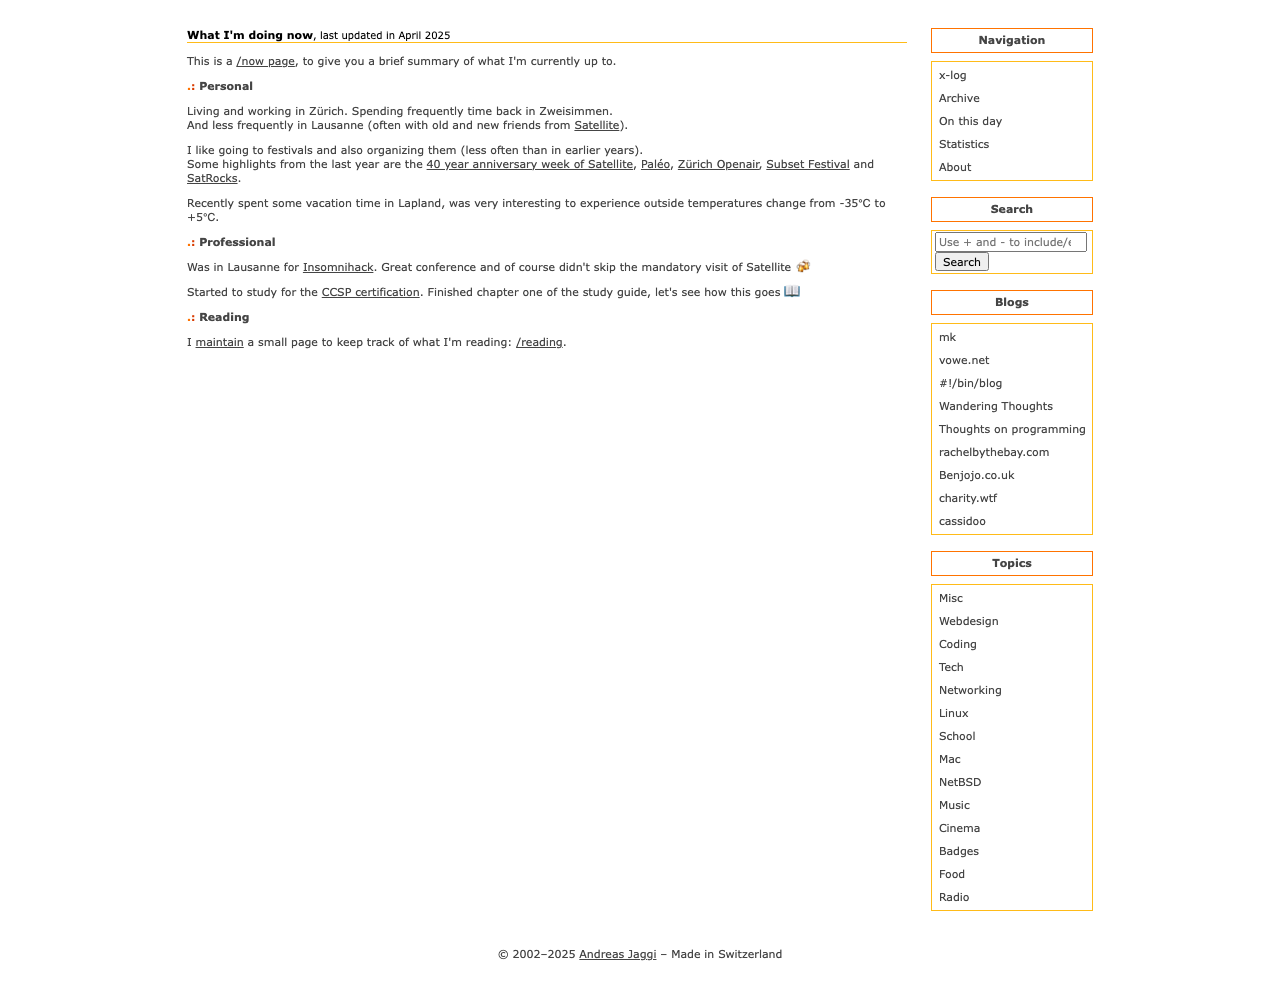 What I'm doing now, last updated in April 2025
This is a /now page, to give you a brief summary of what I'm currently up to.
.: Personal
Living and working in Zürich. Spending frequently time back in Zweisimmen.
And less frequently in Lausanne (often with old and new friends from Satellite).
I like going to festivals and also organizing them (less often than in earlier years).
Some highlights from the last year are the 40 year anniversary week of Satellite, Paléo, Zürich Openair, Subset Festival and
SatRocks.
Recently spent some vacation time in Lapland, was very interesting to experience outside temperatures change from -35°C to
+5°C.
.: Professional
Was in Lausanne for Insomnihack. Great conference and of course didn't skip the mandatory visit of Satellite 🍻
Started to study for the CCSP certification. Finished chapter one of the study guide, let's see how this goes 📖
.: Reading
I maintain a small page to keep track of what I'm reading: /reading.
Navigation
x-log
Archive
On this day
Statistics
About
Search
Use + and - to include/e
Search
Blogs
mk
vowe.net
#!/bin/blog
Wandering Thoughts
Thoughts on programming
rachelbythebay.com
Benjojo.co.uk
charity.wtf
cassidoo
Topics
Misc
Webdesign
Coding
Tech
Networking
Linux
School
Mac
NetBSD
Music
Cinema
Badges
Food
Radio
© 2002–2025 Andreas Jaggi – Made in Switzerland